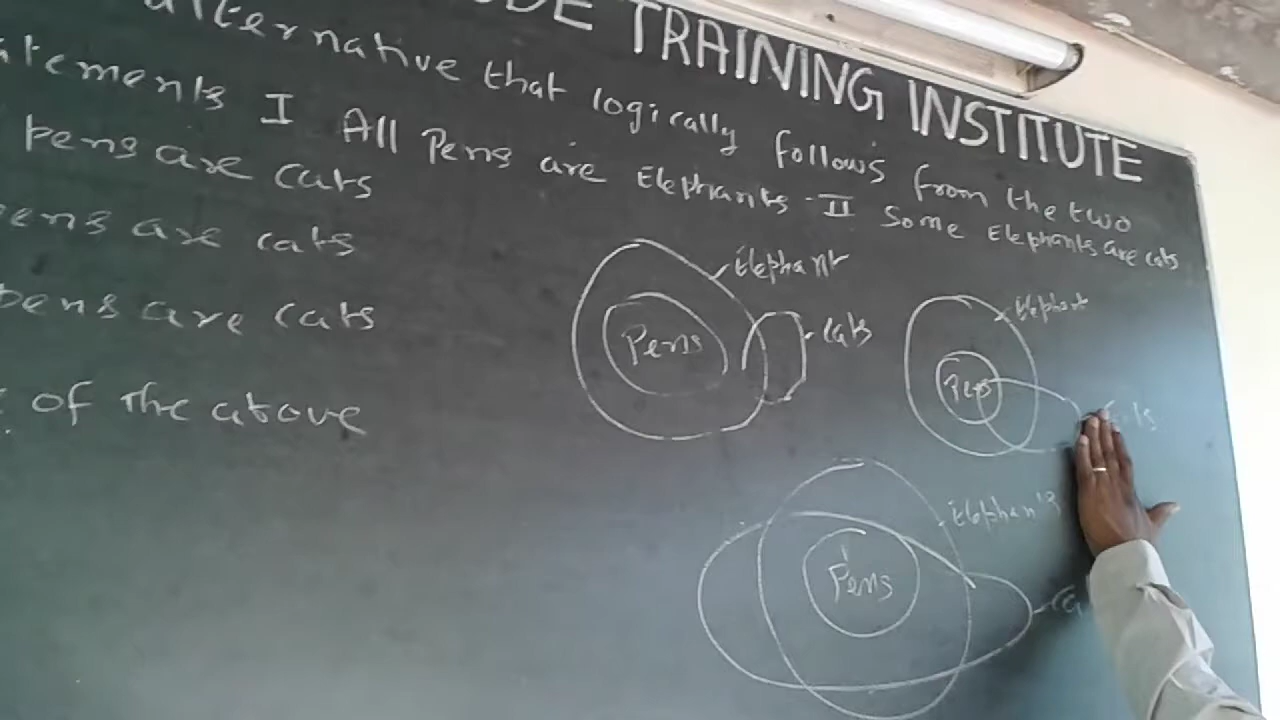 TRAINING INSTITUTE
alternative that logically follows from the two
I All Pens are Elephants - II Some Elephants are cats
pens are cats
pens are cats
pens are cats
of the above
Elephant
Pens
cats
Elephant
Pens
Elephants
Pens